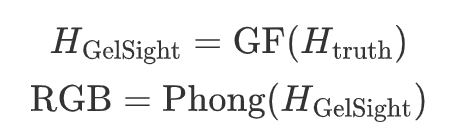 H_GelSight = GF(H_truth)
RGB = Phong(H_GelSight)